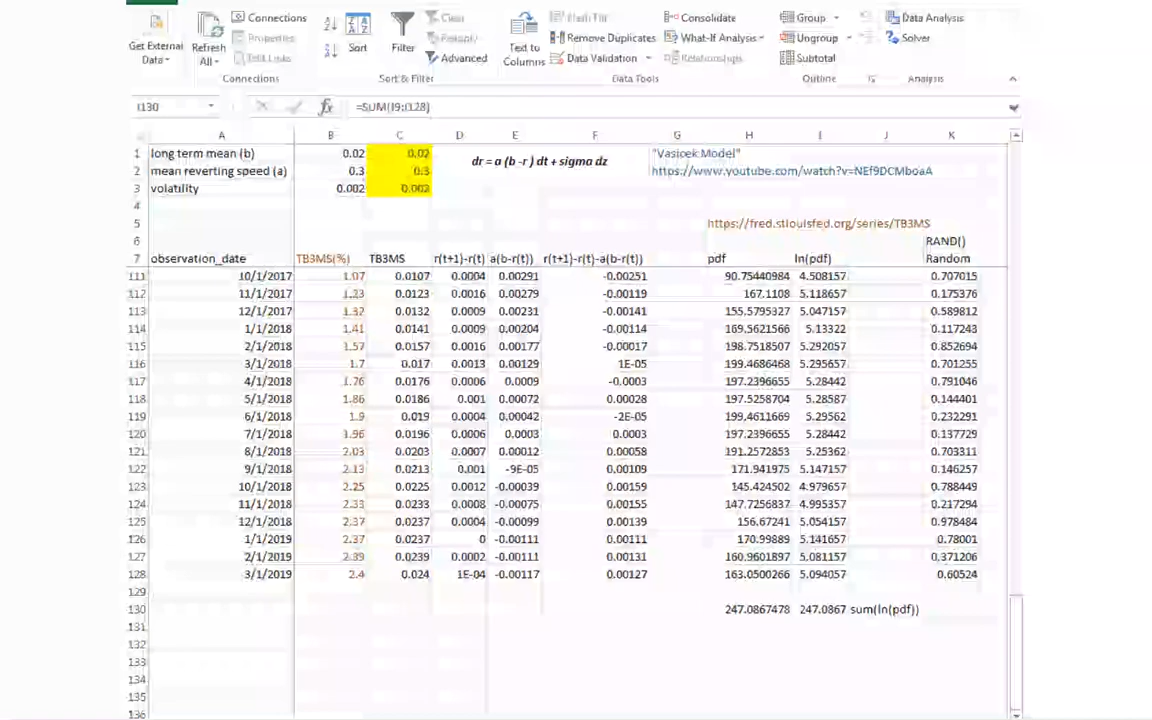 Get External Data
Refresh All
Connections
Properties
Edit Links
Connections
Sort
Filter
Clear
Reapply
Advanced
Sort & Filter
Text to Columns
Flash Fill
Remove Duplicates
Data Validation
Consolidate
What-If Analysis
Relationships
Data Tools
Group
Ungroup
Subtotal
Outline
Data Analysis
Solver
Analysis
I130 fx =SUM(I9:I128)
A B C D E F G H I J K
1 long term mean (b) 0.02 0.02 dr = a (b -r ) dt + sigma dz "Vasicek Model"
2 mean reverting speed (a) 0.3 0.3 https://www.youtube.com/watch?v=NEf9DCMboaA
3 volatility 0.002 0.002
4
5 https://fred.stlouisfed.org/series/TB3MS
6 RAND()
7 observation_date TB3MS(%) TB3MS r(t+1)-r(t) a(b-r(t)) r(t+1)-r(t)-a(b-r(t)) pdf ln(pdf) Random
111 10/1/2017 1.07 0.0107 0.0004 0.00291 -0.00251 90.75440984 4.508157 0.707015
112 11/1/2017 1.23 0.0123 0.0016 0.00279 -0.00119 167.1108 5.118657 0.175376
113 12/1/2017 1.32 0.0132 0.0009 0.00231 -0.00141 155.5795327 5.047157 0.589812
114 1/1/2018 1.41 0.0141 0.0009 0.00204 -0.00114 169.5621566 5.13322 0.117243
115 2/1/2018 1.57 0.0157 0.0016 0.00177 -0.00017 198.7518507 5.292057 0.852694
116 3/1/2018 1.7 0.017 0.0013 0.00129 1E-05 199.4686468 5.295657 0.701255
117 4/1/2018 1.76 0.0176 0.0006 0.0009 -0.0003 197.2396655 5.28442 0.791046
118 5/1/2018 1.86 0.0186 0.001 0.00072 0.00028 197.5258704 5.28587 0.144401
119 6/1/2018 1.9 0.019 0.0004 0.00042 -2E-05 199.4611669 5.29562 0.232291
120 7/1/2018 1.96 0.0196 0.0006 0.0003 0.0003 197.2396655 5.28442 0.137729
121 8/1/2018 2.03 0.0203 0.0007 0.00012 0.00058 191.2572853 5.25362 0.703311
122 9/1/2018 2.13 0.0213 0.001 -9E-05 0.00109 171.941975 5.147157 0.146257
123 10/1/2018 2.25 0.0225 0.0012 -0.00039 0.00159 145.424502 4.979657 0.788449
124 11/1/2018 2.33 0.0233 0.0008 -0.00075 0.00155 147.7256837 4.995357 0.217294
125 12/1/2018 2.37 0.0237 0.0004 -0.00099 0.00139 156.67241 5.054157 0.978484
126 1/1/2019 2.37 0.0237 0 -0.00111 0.00111 170.99889 5.141657 0.78001
127 2/1/2019 2.39 0.0239 0.0002 -0.00111 0.00131 160.9601897 5.081157 0.371206
128 3/1/2019 2.4 0.024 1E-04 -0.00117 0.00127 163.0500266 5.094057 0.60524
129
130 247.0867478 247.0867 sum(ln(pdf))
131
132
133
134
135
136